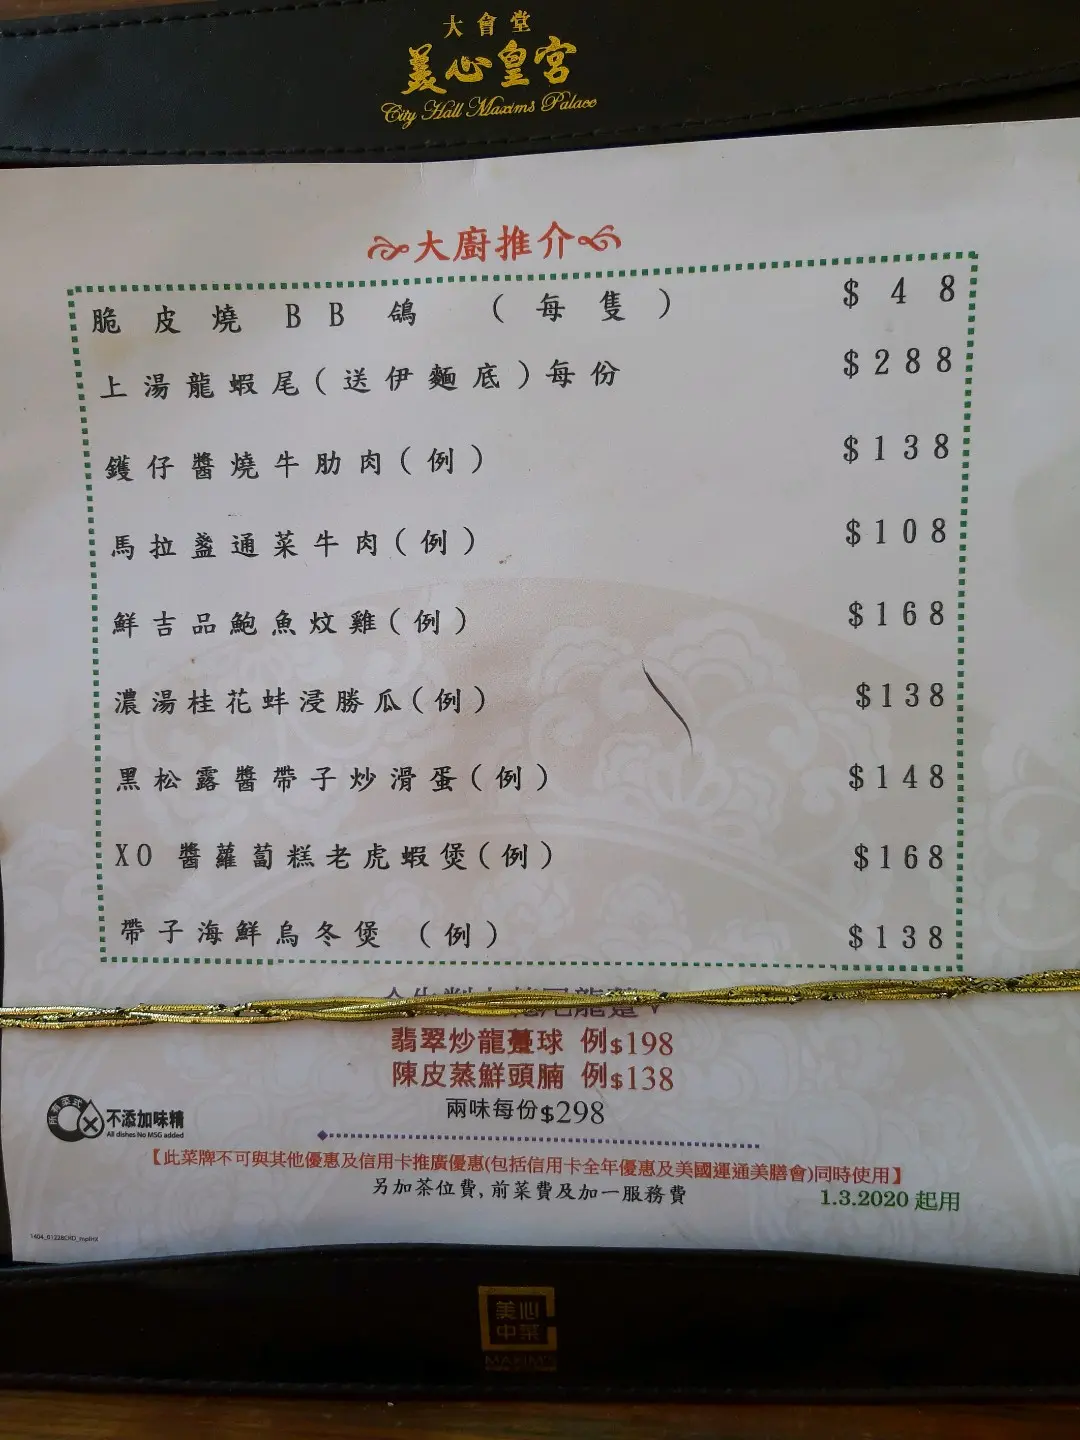 大會堂
美心皇宮
City Hall Maxim's Palace
大廚推介
脆皮燒BB鴿 (每隻) $48
上湯龍蝦尾(送伊麵底)每份 $288
鑊仔醬燒牛肋肉(例) $138
馬拉盞通菜牛肉(例) $108
鮮吉品鮑魚炆雞(例) $168
濃湯桂花蚌浸勝瓜(例) $138
黑松露醬帶子炒滑蛋(例) $148
XO 醬蘿蔔糕老虎蝦煲(例) $168
帶子海鮮烏冬煲 (例) $138
翡翠炒龍躉球 例$198
陳皮蒸鮮頭腩 例$138
兩味每份$298
不添加味精
All dishes No MSG added
【此菜牌不可與其他優惠及信用卡推廣優惠(包括信用卡全年優惠及美國運通美膳會)同時使用】
另加茶位費,前菜費及加一服務費
1.3.2020 起用
美心
中菜
MAXIM'S